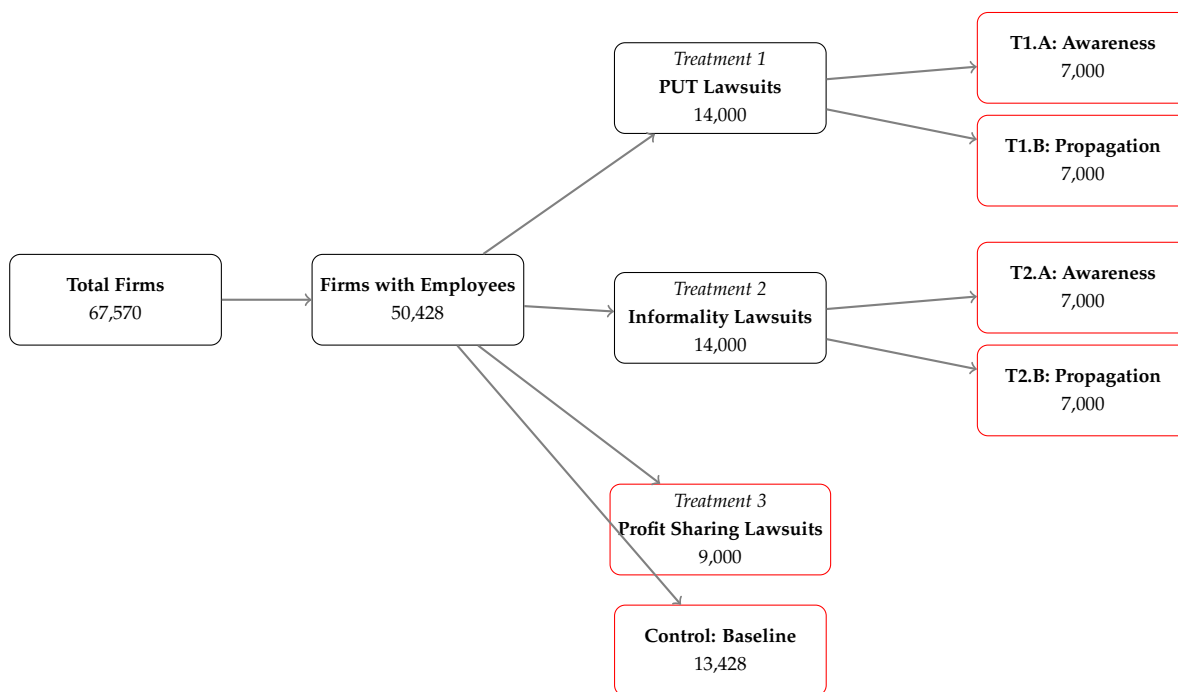 Total Firms
67,570
Firms with Employees
50,428
Treatment 1
PUT Lawsuits
14,000
T1.A: Awareness
7,000
T1.B: Propagation
7,000
Treatment 2
Informality Lawsuits
14,000
T2.A: Awareness
7,000
T2.B: Propagation
7,000
Treatment 3
Profit Sharing Lawsuits
9,000
Control: Baseline
13,428